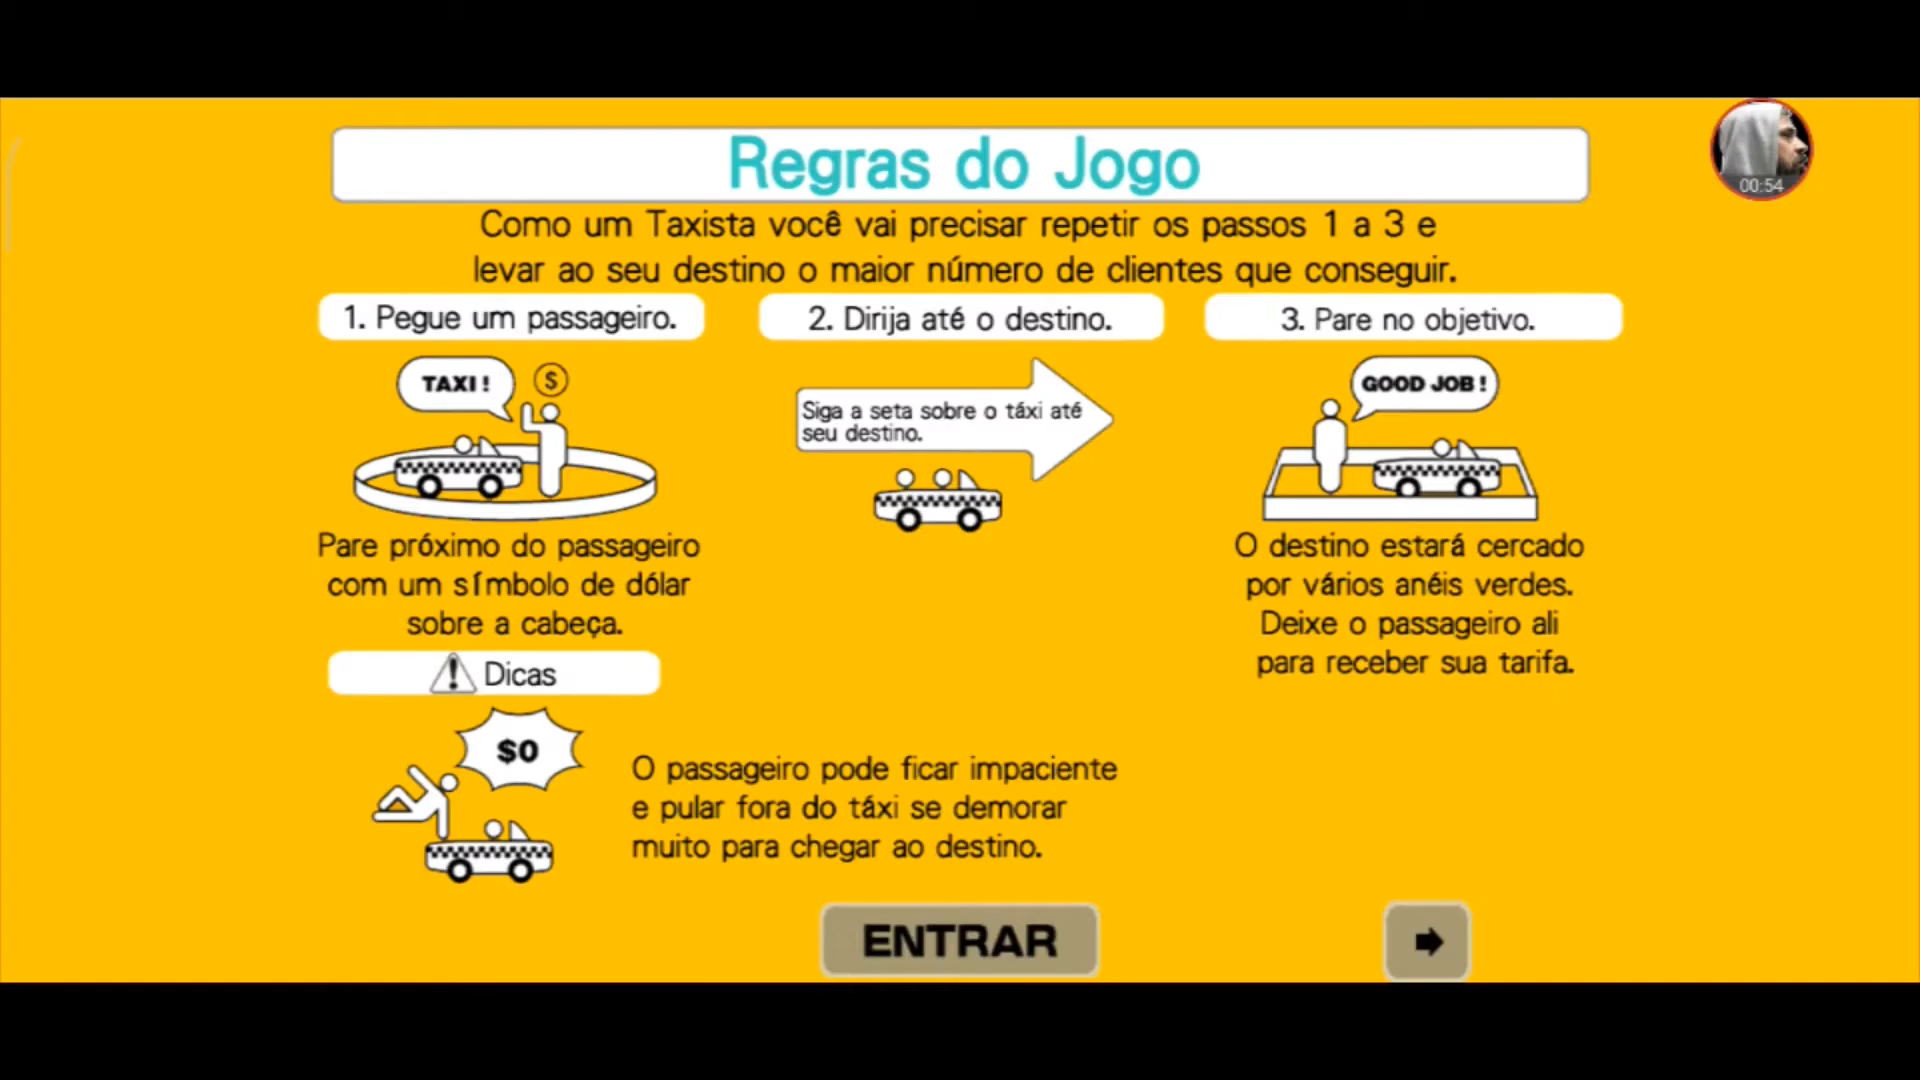 Regras do Jogo
00:54
Como um Taxista você vai precisar repetir os passos 1 a 3 e
levar ao seu destino o maior número de clientes que conseguir.
1. Pegue um passageiro.
TAXI!
$
Pare próximo do passageiro
com um símbolo de dólar
sobre a cabeça.
2. Dirija até o destino.
Siga a seta sobre o táxi até
seu destino.
3. Pare no objetivo.
GOOD JOB!
O destino estará cercado
por vários anéis verdes.
Deixe o passageiro ali
para receber sua tarifa.
! Dicas
$0
O passageiro pode ficar impaciente
e pular fora do táxi se demorar
muito para chegar ao destino.
ENTRAR